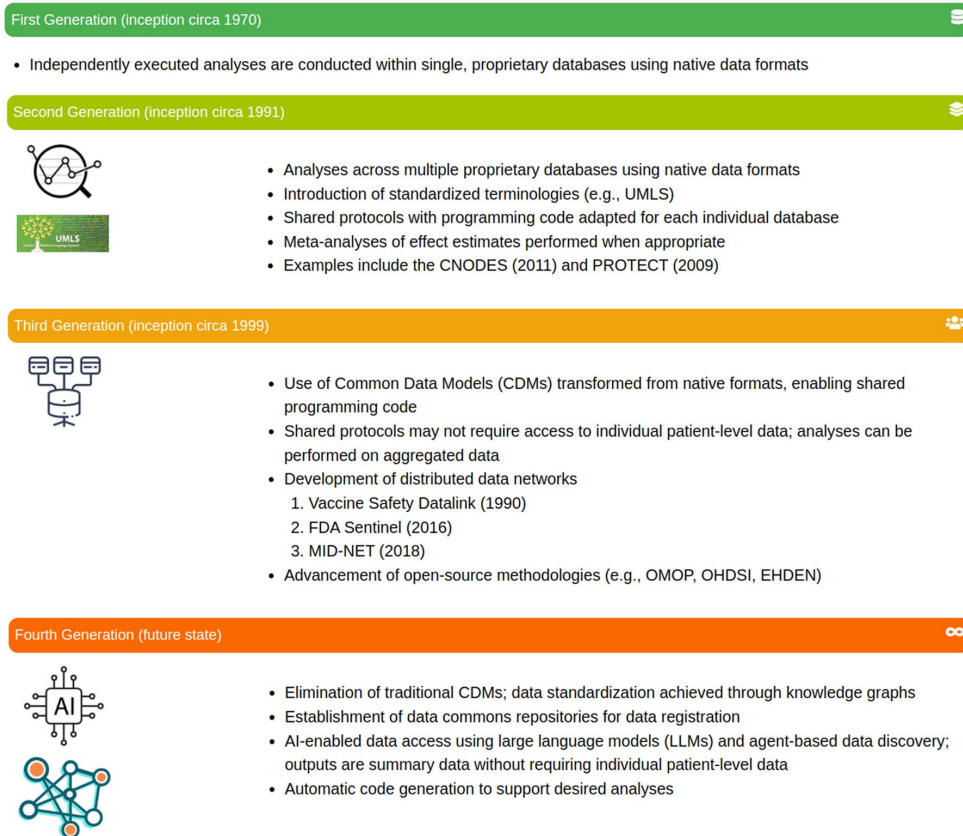 First Generation (inception circa 1970)
• Independently executed analyses are conducted within single, proprietary databases using native data formats
Second Generation (inception circa 1991)
UMLS
• Analyses across multiple proprietary databases using native data formats
• Introduction of standardized terminologies (e.g., UMLS)
• Shared protocols with programming code adapted for each individual database
• Meta-analyses of effect estimates performed when appropriate
• Examples include the CNODES (2011) and PROTECT (2009)
Third Generation (inception circa 1999)
• Use of Common Data Models (CDMs) transformed from native formats, enabling shared
programming code
• Shared protocols may not require access to individual patient-level data; analyses can be
performed on aggregated data
• Development of distributed data networks
1. Vaccine Safety Datalink (1990)
2. FDA Sentinel (2016)
3. MID-NET (2018)
• Advancement of open-source methodologies (e.g., OMOP, OHDSI, EHDEN)
Fourth Generation (future state)
AI
• Elimination of traditional CDMs; data standardization achieved through knowledge graphs
• Establishment of data commons repositories for data registration
• AI-enabled data access using large language models (LLMs) and agent-based data discovery;
outputs are summary data without requiring individual patient-level data
• Automatic code generation to support desired analyses